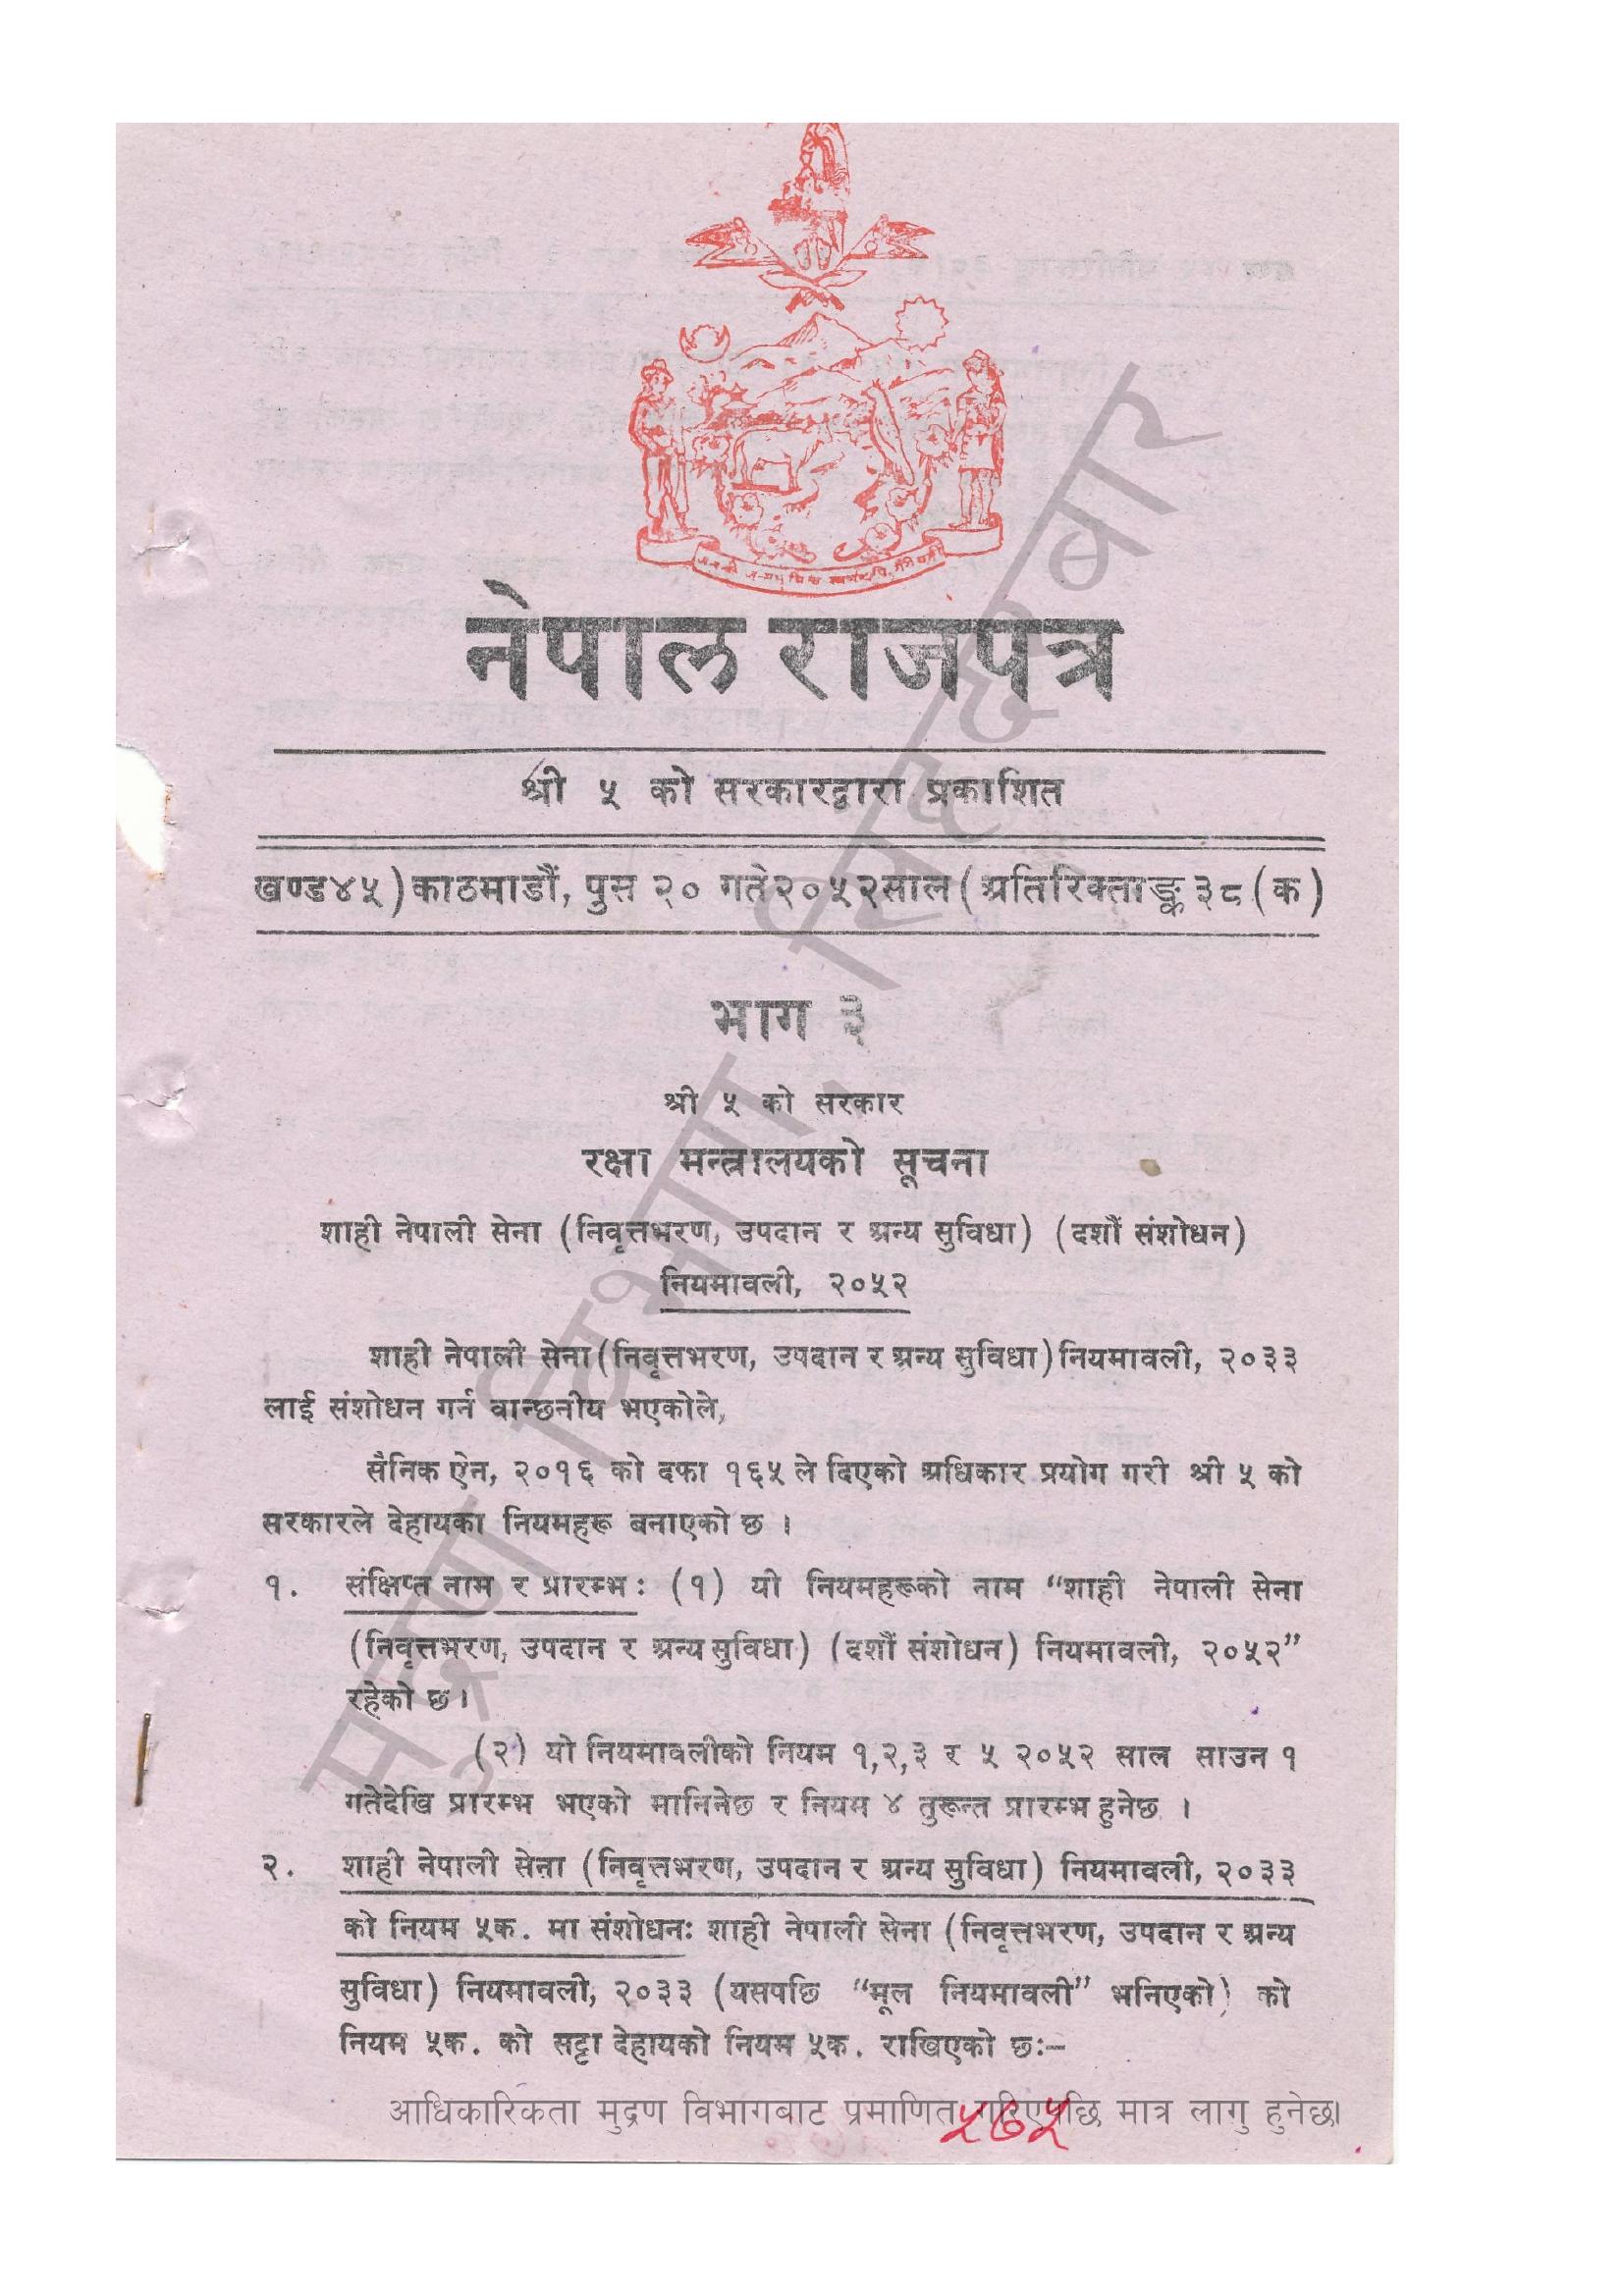 नेपाल राजपत्र
श्री ५ को सरकारद्वारा प्रकाशित
खण्ड४५) काठमाडौं, पुस २० गते२०५२साल ( अतिरिक्ताङ्क ३८ (क )
भाग ३
श्री ५ को सरकार
रक्षा मन्त्रालयको सूचना
शाही नेपाली सेना (निवृत्तभरण, उपदान र अन्य सुविधा) (दशौं संशोधन)
नियमावली, २०५२
शाही नेपाली सेना(निवृत्तभरण, उपदान र अन्य सुविधा)नियमावली, २०३३
लाई संशोधन गर्न वान्छनीय भएकोले,
सैनिक ऐन, २०१६ को दफा १६५ ले दिएको अधिकार प्रयोग गरी श्री ५ को
सरकारले देहायका नियमहरू बनाएको छ ।
१. संक्षिप्त नाम र प्रारम्भः (१) यी नियमहरूको नाम “शाही नेपाली सेना
(निवृत्तभरण, उपदान र अन्य सुविधा) (दशौं संशोधन) नियमावली, २०५२”
रहेको छ।
(२) यो नियमावलीको नियम १,२,३ र ५ २०५२ साल साउन १
गतेदेखि प्रारम्भ भएको मानिनेछ र नियम ४ तुरून्त प्रारम्भ हुनेछ ।
२. शाही नेपाली सेना (निवृत्तभरण, उपदान र अन्य सुविधा) नियमावली, २०३३
को नियम ५क. मा संशोधनः शाही नेपाली सेना (निवृत्तभरण, उपदान र अन्य
सुविधा) नियमावली, २०३३ (यसपछि “मूल नियमावली” भनिएको) को
नियम ५क. को सट्टा देहायको नियम ५क. राखिएको छः–
आधिकारिकता मुद्रण विभागबाट प्रमाणित गरिएपछि मात्र लागु हुनेछ।
५७५
मुद्रण विभाग, सिंहदरबार